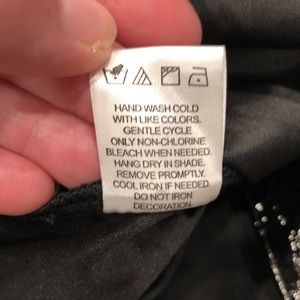 HAND WASH COLD
WITH LIKE COLORS.
GENTLE CYCLE
ONLY NON-CHLORINE
BLEACH WHEN NEEDED.
HANG DRY IN SHADE.
REMOVE PROMPTLY.
COOL IRON IF NEEDED.
DO NOT IRON
DECORATION.